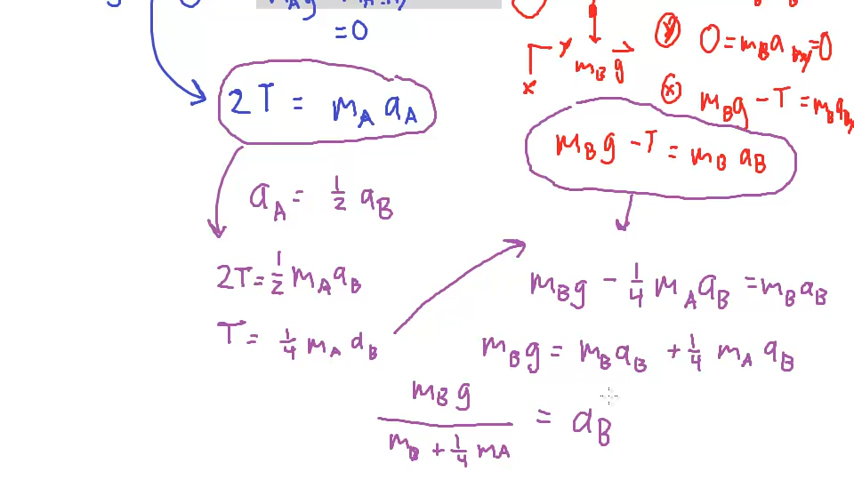 = 0
2T = m_A a_A
a_A = 1/2 a_B
2T = 1/2 m_A a_B
T = 1/4 m_A a_B
m_B g
ⓨ 0 = m_B a =0
x
ⓧ m_B g - T = m_B a
m_B g - T = m_B a_B
m_B g - 1/4 m_A a_B = m_B a_B
m_B g = m_B a_B + 1/4 m_A a_B
m_B g / (m_B + 1/4 m_A) = a_B